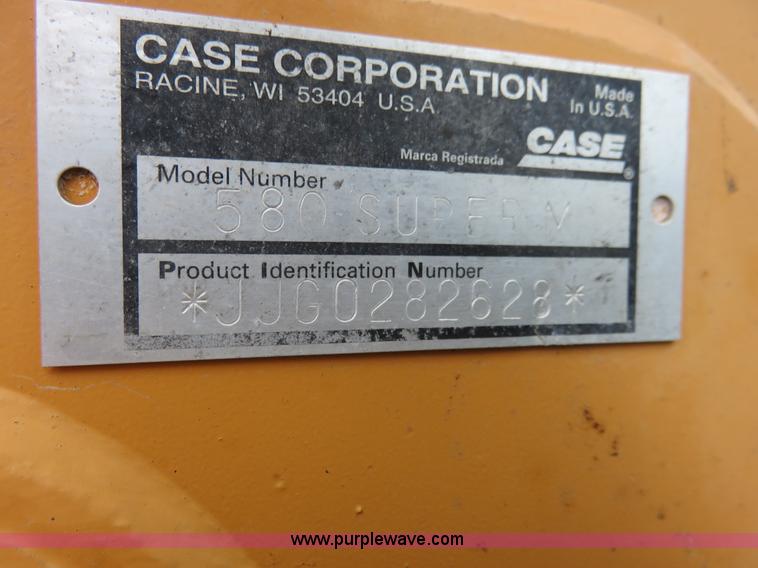 CASE CORPORATION
RACINE, WI 53404 U.S.A.
Made
In U.S.A.
Marca Registrada
CASE
®
Model Number
580 SUPER M
Product Identification Number
*JJG0282628*
www.purplewave.com